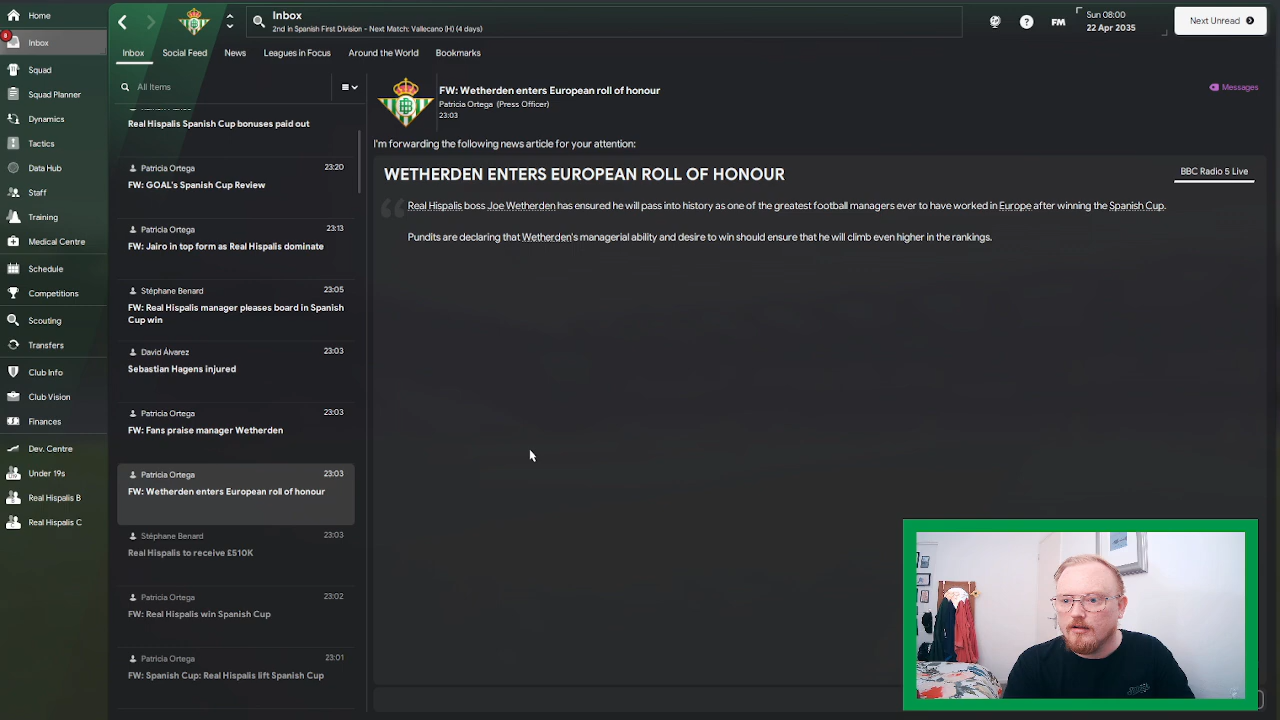 Home
8
Inbox
Squad
Squad Planner
Dynamics
Tactics
Data Hub
Staff
Training
Medical Centre
Schedule
Competitions
Scouting
Transfers
Club Info
Club Vision
Finances
Dev. Centre
Under 19s
Real Hispalis B
Real Hispalis C
Inbox
2nd in Spanish First Division - Next Match: Vallecano (H) (4 days)
?
FM
Sun 08:00
22 Apr 2035
Next Unread
Inbox
Social Feed
News
Leagues in Focus
Around the World
Bookmarks
All Items
Real Hispalis Spanish Cup bonuses paid out
Patricia Ortega 23:20
FW: GOAL's Spanish Cup Review
Patricia Ortega 23:13
FW: Jairo in top form as Real Hispalis dominate
Stéphane Benard 23:05
FW: Real Hispalis manager pleases board in Spanish
Cup win
David Álvarez 23:03
Sebastian Hagens injured
Patricia Ortega 23:03
FW: Fans praise manager Wetherden
Patricia Ortega 23:03
FW: Wetherden enters European roll of honour
Stéphane Benard 23:03
Real Hispalis to receive £510K
Patricia Ortega 23:02
FW: Real Hispalis win Spanish Cup
Patricia Ortega 23:01
FW: Spanish Cup: Real Hispalis lift Spanish Cup
FW: Wetherden enters European roll of honour
Patricia Ortega (Press Officer)
23:03
Messages
I'm forwarding the following news article for your attention:
WETHERDEN ENTERS EUROPEAN ROLL OF HONOUR
BBC Radio 5 Live
Real Hispalis boss Joe Wetherden has ensured he will pass into history as one of the greatest football managers ever to have worked in Europe after winning the Spanish Cup.
Pundits are declaring that Wetherden's managerial ability and desire to win should ensure that he will climb even higher in the rankings.